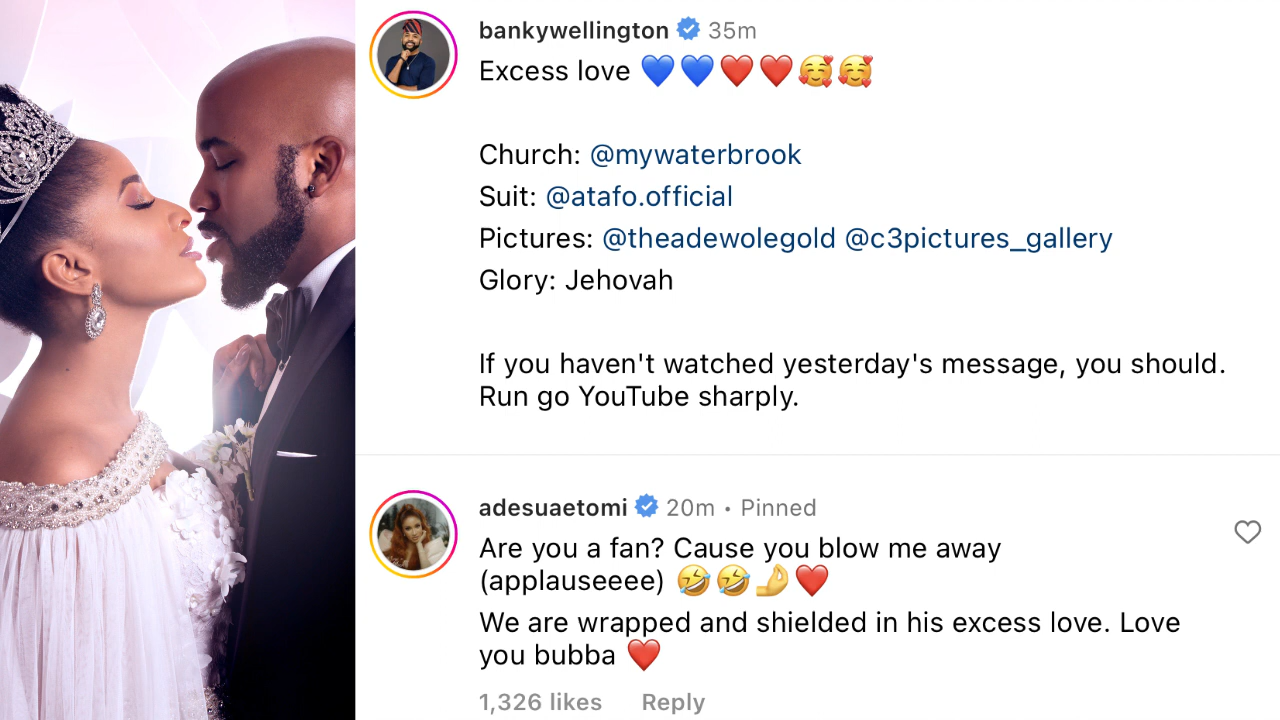 bankywellington 35m
Excess love 💙💙❤️❤️🥰🥰
Church: @mywaterbrook
Suit: @atafo.official
Pictures: @theadewolegold @c3pictures_gallery
Glory: Jehovah
If you haven't watched yesterday's message, you should.
Run go YouTube sharply.
adesuaetomi 20m • Pinned
Are you a fan? Cause you blow me away
(applauseeee) 🤣🤣🤌❤️
We are wrapped and shielded in his excess love. Love
you bubba ❤️
1,326 likes Reply